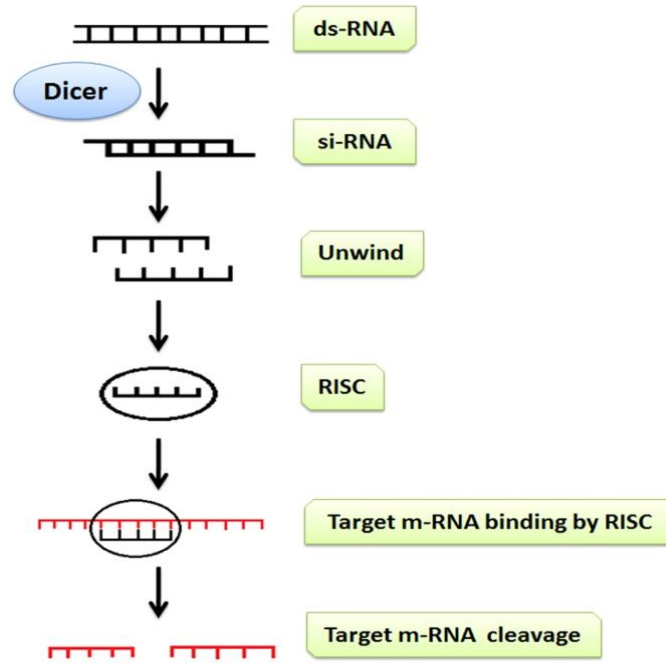 ds-RNA
Dicer
si-RNA
Unwind
RISC
Target m-RNA binding by RISC
Target m-RNA cleavage